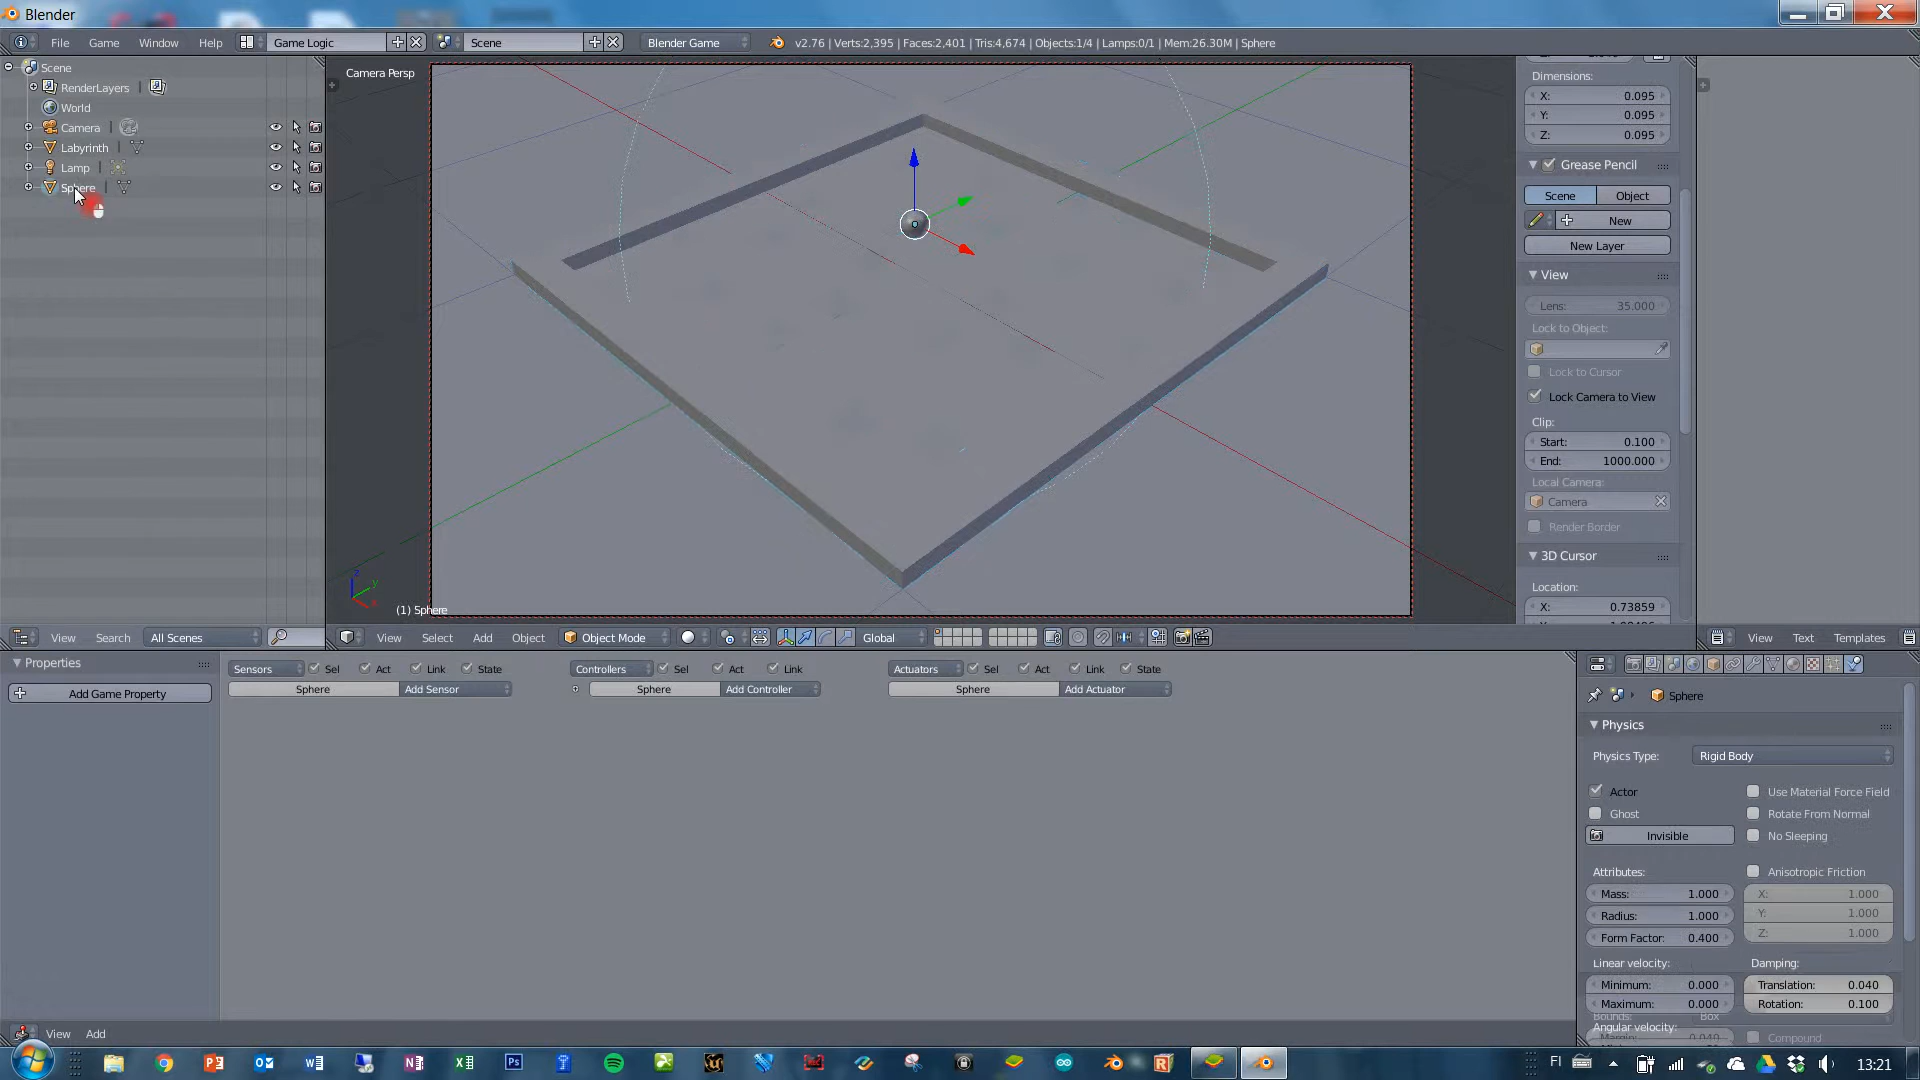 Blender
File Game Window Help Game Logic Scene Blender Game v2.76 | Verts:2,395 | Faces:2,401 | Tris:4,674 | Objects:1/4 | Lamps:0/1 | Mem:26.30M | Sphere
Scene
RenderLayers
World
Camera
Labyrinth
Lamp
Sphere
Camera Persp
(1) Sphere
Dimensions:
X: 0.095
Y: 0.095
Z: 0.095
Grease Pencil
Scene Object
New
New Layer
View
Lens: 35.000
Lock to Object:
Lock to Cursor
Lock Camera to View
Clip:
Start: 0.100
End: 1000.000
Local Camera:
Camera
Render Border
3D Cursor
Location:
X: 0.73859
View Search All Scenes
View Select Add Object Object Mode Global
View Text Templates
Properties
Add Game Property
Sensors Sel Act Link State
Sphere Add Sensor
Controllers Sel Act Link
Sphere Add Controller
Actuators Sel Act Link State
Sphere Add Actuator
Sphere
Physics
Physics Type: Rigid Body
Actor Use Material Force Field
Ghost Rotate From Normal
Invisible No Sleeping
Attributes: Anisotropic Friction
Mass: 1.000 X: 1.000
Radius: 1.000 Y: 1.000
Form Factor: 0.400 Z: 1.000
Linear velocity: Damping:
Minimum: 0.000 Translation: 0.040
Maximum: 0.000 Rotation: 0.100
Angular velocity:
Compound
View Add
FI 13:21